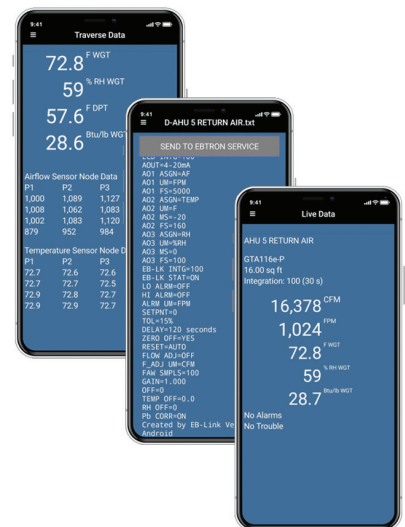 9:41
Traverse Data
72.8 F WGT
59 % RH WGT
57.6 F DPT
28.6 Btu/lb WG
Airflow Sensor Node Data
P1 P2 P3
1,000 1,089 1,127
1,008 1,062 1,083
1,002 1,083 1,120
879 952 984
Temperature Sensor Node D
P1 P2 P3
72.7 72.6 72.6
72.7 72.7 72.5
72.9 72.8 72.7
72.9 72.9 72.7
9:41
D-AHU 5 RETURN AIR.txt
SEND TO EBTRON SERVICE
AOUT=4-20mA
AO1 ASGN=AF
AO1 UM=FPM
AO1 FS=5000
AO2 ASGN=TEMP
AO2 UM=F
AO2 MS=-20
AO2 FS=160
AO3 ASGN=RH
AO3 UM=%RH
AO3 MS=0
AO3 FS=100
EB-LK INTG=100
EB-LK STAT=ON
LO ALRM=OFF
HI ALRM=OFF
ALRM UM=FPM
SETPNT=0
TOL=15%
DELAY=120 seconds
ZERO OFF=YES
RESET=AUTO
FLOW ADJ=OFF
F_ADJ UM=CFM
FAW SMPLS=100
GAIN=1.000
OFF=0
TEMP OFF=0.0
RH OFF=0
Pb CORR=ON
Created by EB-Link Ve
Android
9:41
Live Data
AHU 5 RETURN AIR
GTA116e-P
16.00 sq ft
Integration: 100 (30 s)
16,378 CFM
1,024 FPM
72.8 F WGT
59 % RH WGT
28.7 Btu/lb WGT
No Alarms
No Trouble